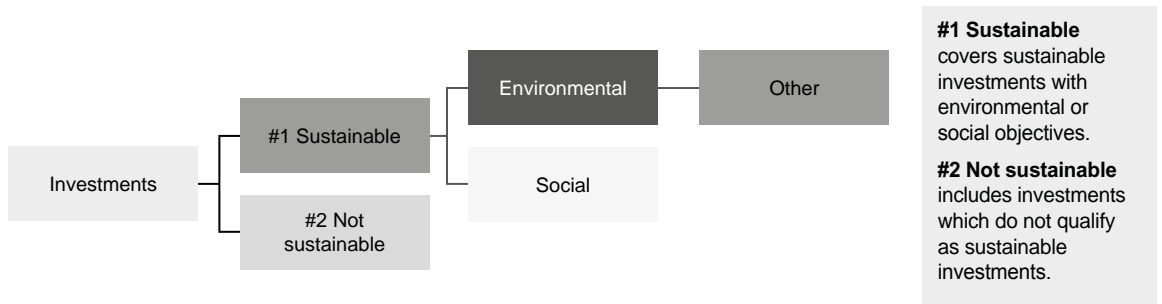 Investments
#1 Sustainable
#2 Not
sustainable
Environmental
Social
Other
#1 Sustainable
covers sustainable
investments with
environmental or
social objectives.
#2 Not sustainable
includes investments
which do not qualify
as sustainable
investments.